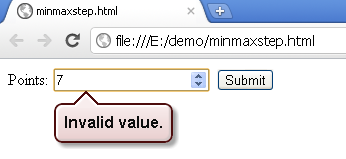 minmaxstep.html
file:///E:/demo/minmaxstep.html
Points: 7 Submit
Invalid value.